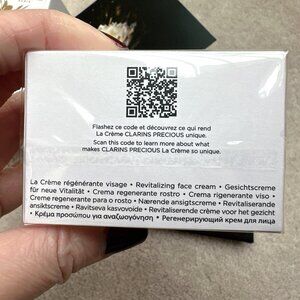 Flashez ce code et découvrez ce qui rend
La Crème CLARINS PRECIOUS unique.
Scan this code to learn more about what
makes CLARINS PRECIOUS La Crème so unique.
La Crème régénérante visage • Revitalizing face cream • Gesichtscreme
für neue Vitalität • Crema regenerante rostro • Crema rigenerante viso •
Creme regenerante para o rosto • Nærende ansigtscreme • Revitaliserande
ansiktscreme • Ravitseva kasvovoide • Revitaliserende crème voor het gezicht
• Κρέμα προσώπου για αναζωογόνηση • Регенерирующий крем для лица